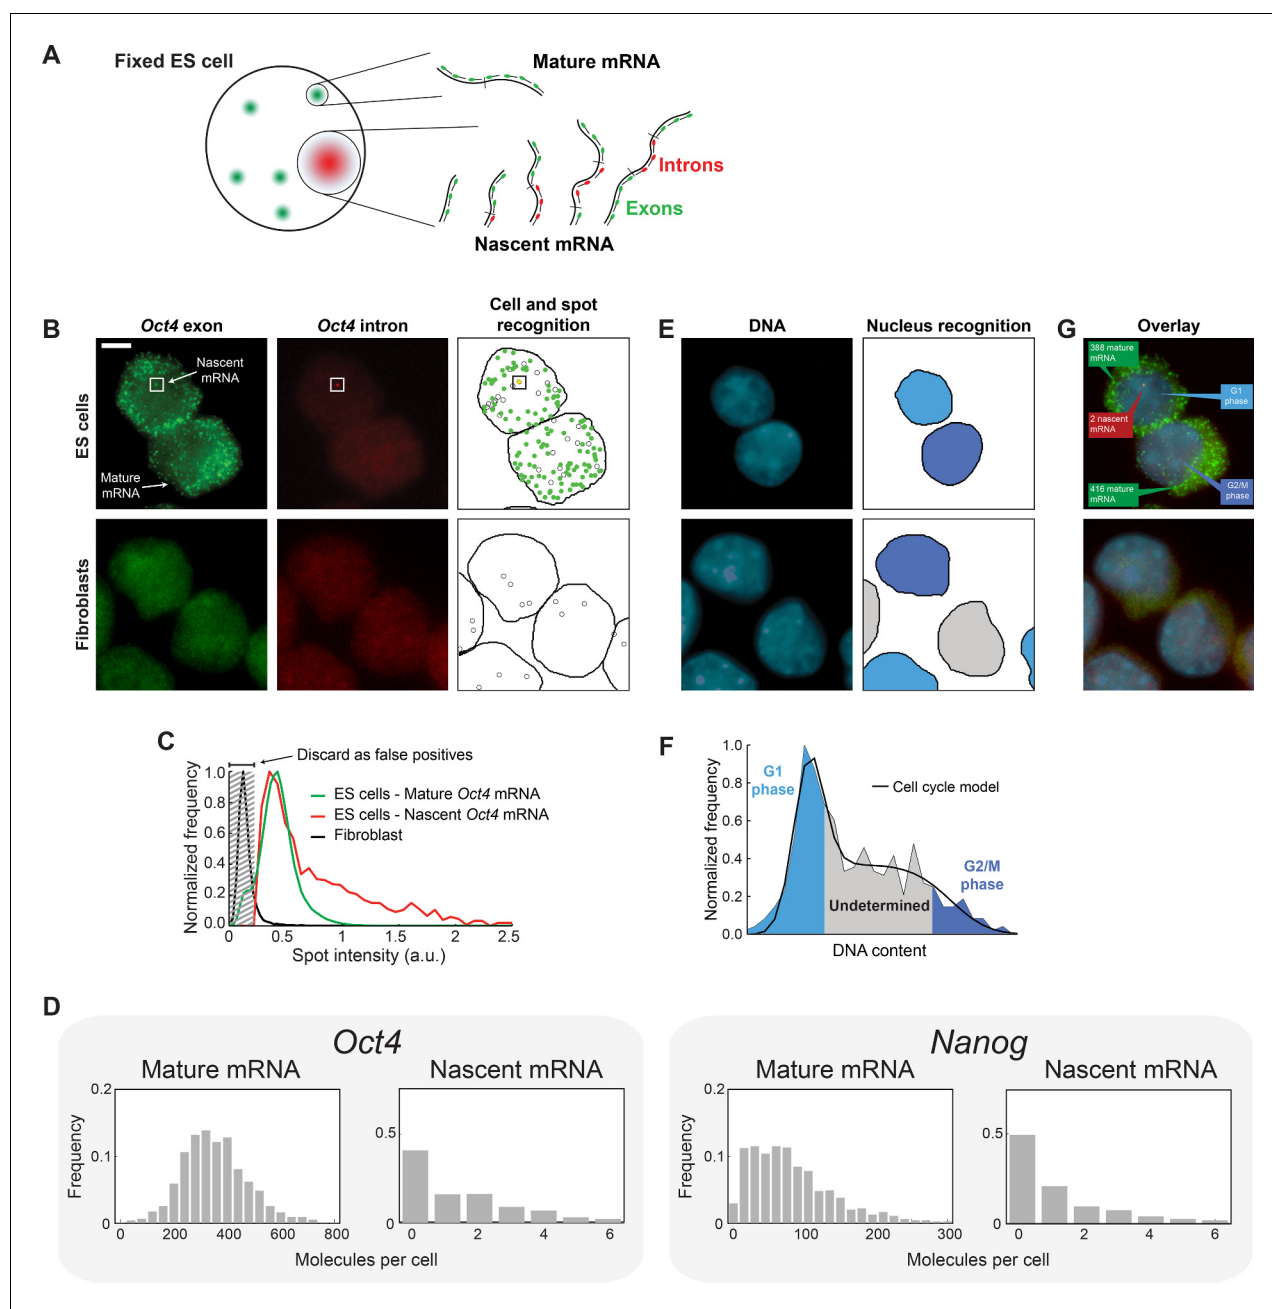 A
Fixed ES cell
Mature mRNA
Introns
Exons
Nascent mRNA
B
Oct4 exon
Oct4 intron
Cell and spot
recognition
ES cells
Nascent
mRNA
Mature
mRNA
Fibroblasts
E
DNA
Nucleus recognition
G
Overlay
388 mature
mRNA
G1
phase
2 nascent
mRNA
416 mature
mRNA
G2/M
phase
C
Discard as false positives
Normalized frequency
1.0
0.8
0.6
0.4
0.2
0.0
ES cells - Mature Oct4 mRNA
ES cells - Nascent Oct4 mRNA
Fibroblast
0 0.5 1 1.5 2 2.5
Spot intensity (a.u.)
F
Normalized frequency
1.0
0.8
0.6
0.4
0.2
0.0
G1
phase
Cell cycle model
G2/M
phase
Undetermined
DNA content
D
Oct4
Mature mRNA
Nascent mRNA
Frequency
0.2
0.1
0
0 200 400 600 800
0.5
0
0 2 4 6
Molecules per cell
Nanog
Mature mRNA
Nascent mRNA
Frequency
0.2
0.1
0
0 100 200 300
0.5
0
0 2 4 6
Molecules per cell